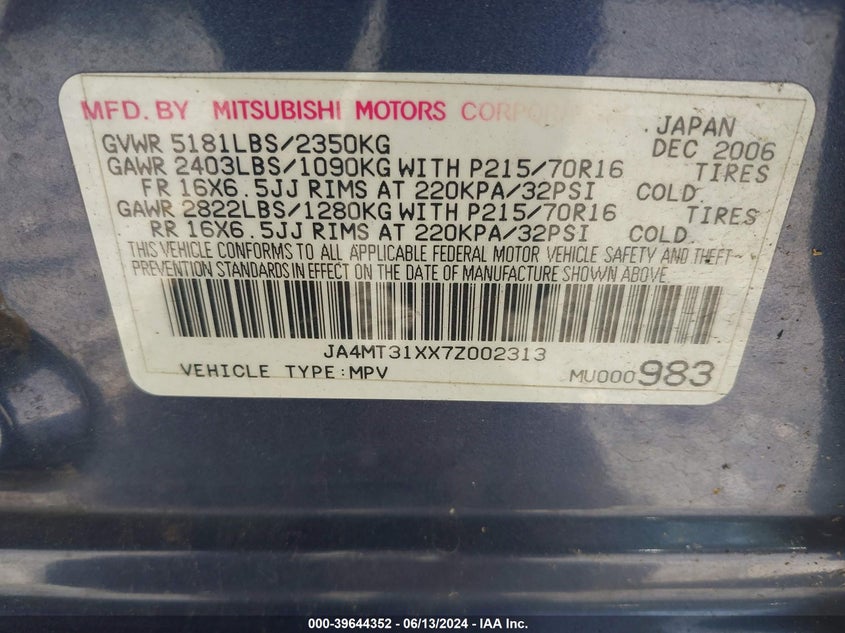 MFD. BY MITSUBISHI MOTORS CORPORATION JAPAN
GVWR 5181LBS/2350KG DEC 2006
GAWR 2403LBS/1090KG WITH P215/70R16 TIRES
FR 16X6.5JJ RIMS AT 220KPA/32PSI COLD
GAWR 2822LBS/1280KG WITH P215/70R16 TIRES
RR 16X6.5JJ RIMS AT 220KPA/32PSI COLD
THIS VEHICLE CONFORMS TO ALL APPLICABLE FEDERAL MOTOR VEHICLE SAFETY AND THEFT
PREVENTION STANDARDS IN EFFECT ON THE DATE OF MANUFACTURE SHOWN ABOVE.
JA4MT31XX7Z002313
VEHICLE TYPE:MPV MU000983
000-39644352 - 06/13/2024 - IAA Inc.